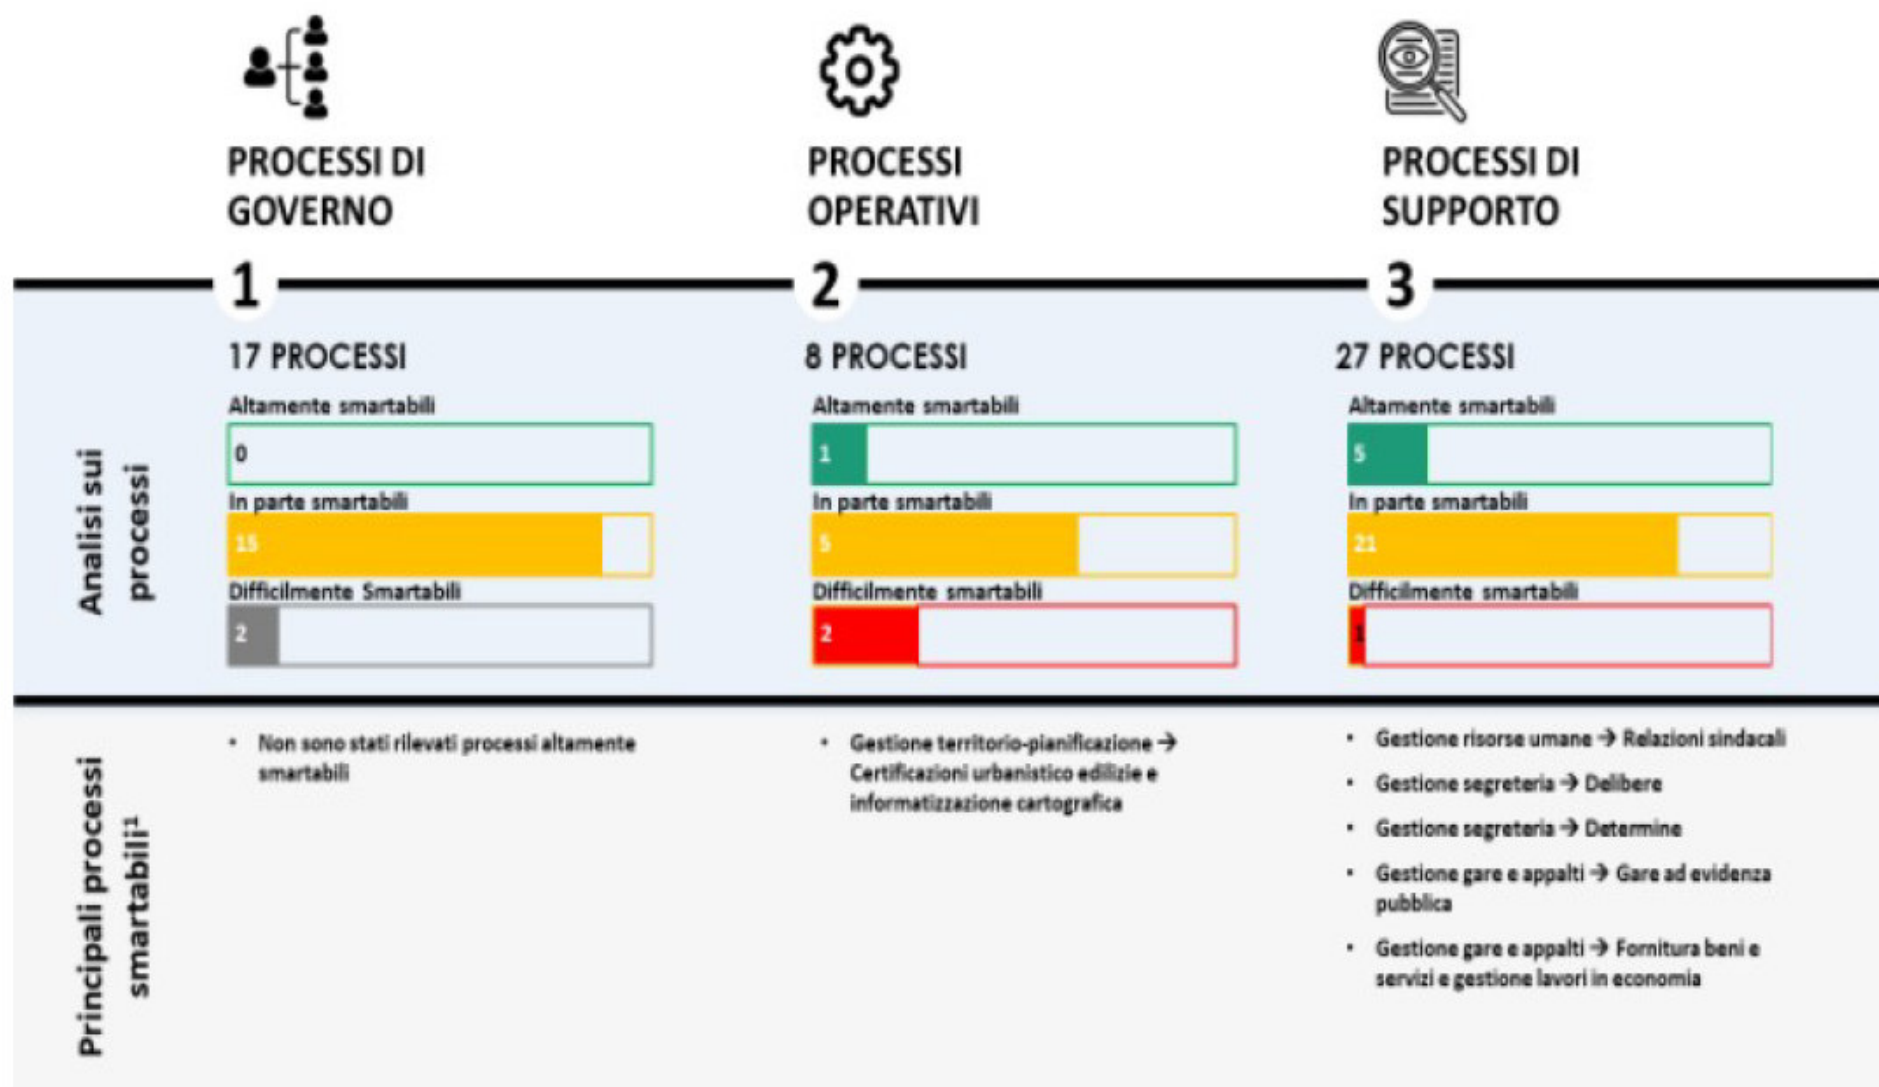 PROCESSI DI
GOVERNO
PROCESSI
OPERATIVI
PROCESSI DI
SUPPORTO
1
2
3
Analisi sui
processi
17 PROCESSI
Altamente smartabili
0
In parte smartabili
15
Difficilmente Smartabili
2
8 PROCESSI
Altamente smartabili
1
In parte smartabili
5
Difficilmente smartabili
2
27 PROCESSI
Altamente smartabili
5
In parte smartabili
21
Difficilmente smartabili
1
Principali processi
smartabili¹
• Non sono stati rilevati processi altamente
smartabili
• Gestione territorio-pianificazione →
Certificazioni urbanistico edilizie e
informatizzazione cartografica
• Gestione risorse umane → Relazioni sindacali
• Gestione segreteria → Delibere
• Gestione segreteria → Determine
• Gestione gare e appalti → Gare ad evidenza
pubblica
• Gestione gare e appalti → Fornitura beni e
servizi e gestione lavori in economia